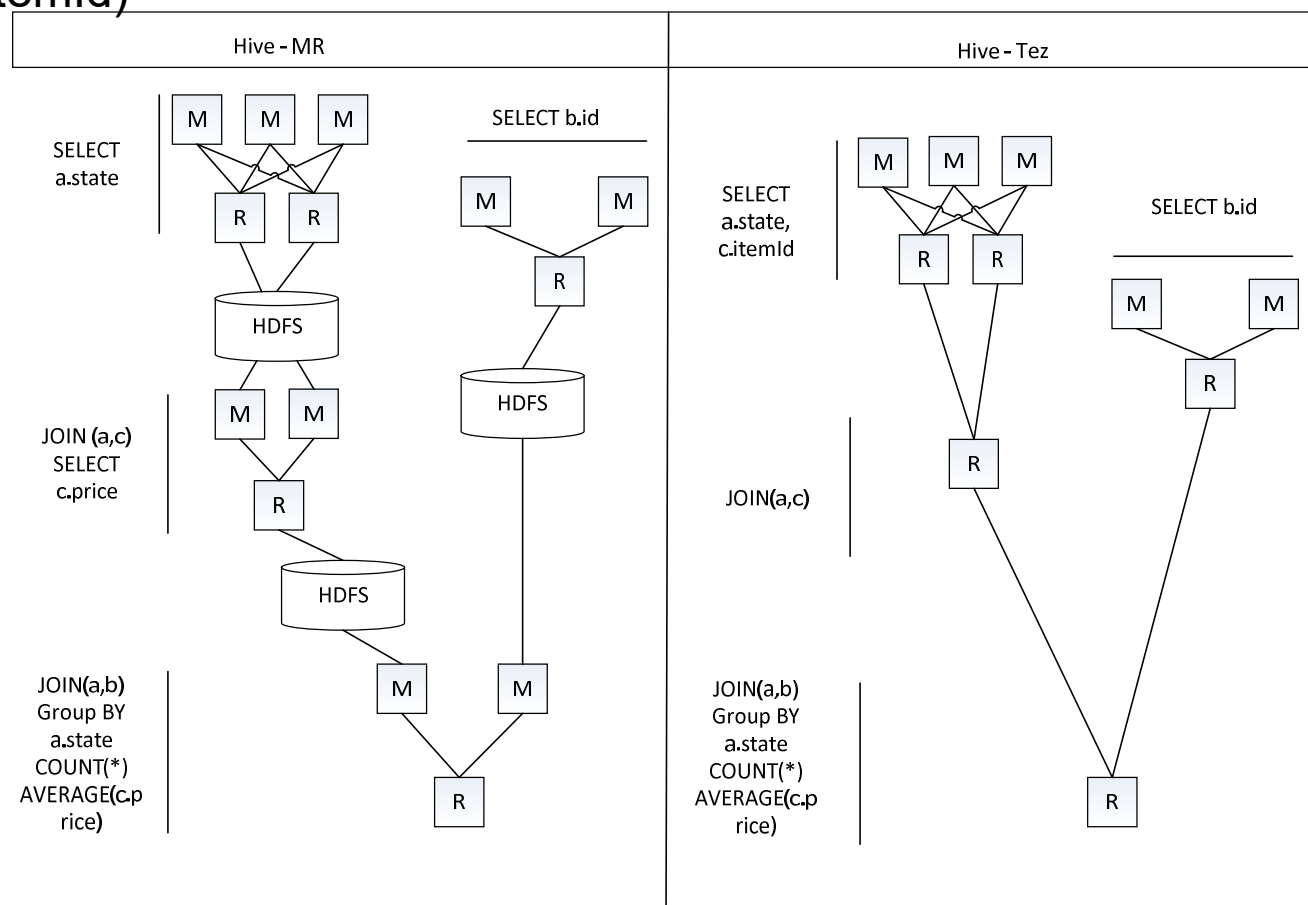 temId)
Hive - MR
Hive - Tez
SELECT
a.state
M
M
M
R
R
HDFS
SELECT b.id
M
M
R
HDFS
JOIN (a,c)
SELECT
c.price
M
M
R
HDFS
JOIN(a,b)
Group BY
a.state
COUNT(*)
AVERAGE(c.p
rice)
M
M
R
SELECT
a.state,
c.itemId
M
M
M
R
R
SELECT b.id
M
M
R
JOIN(a,c)
R
JOIN(a,b)
Group BY
a.state
COUNT(*)
AVERAGE(c.p
rice)
R